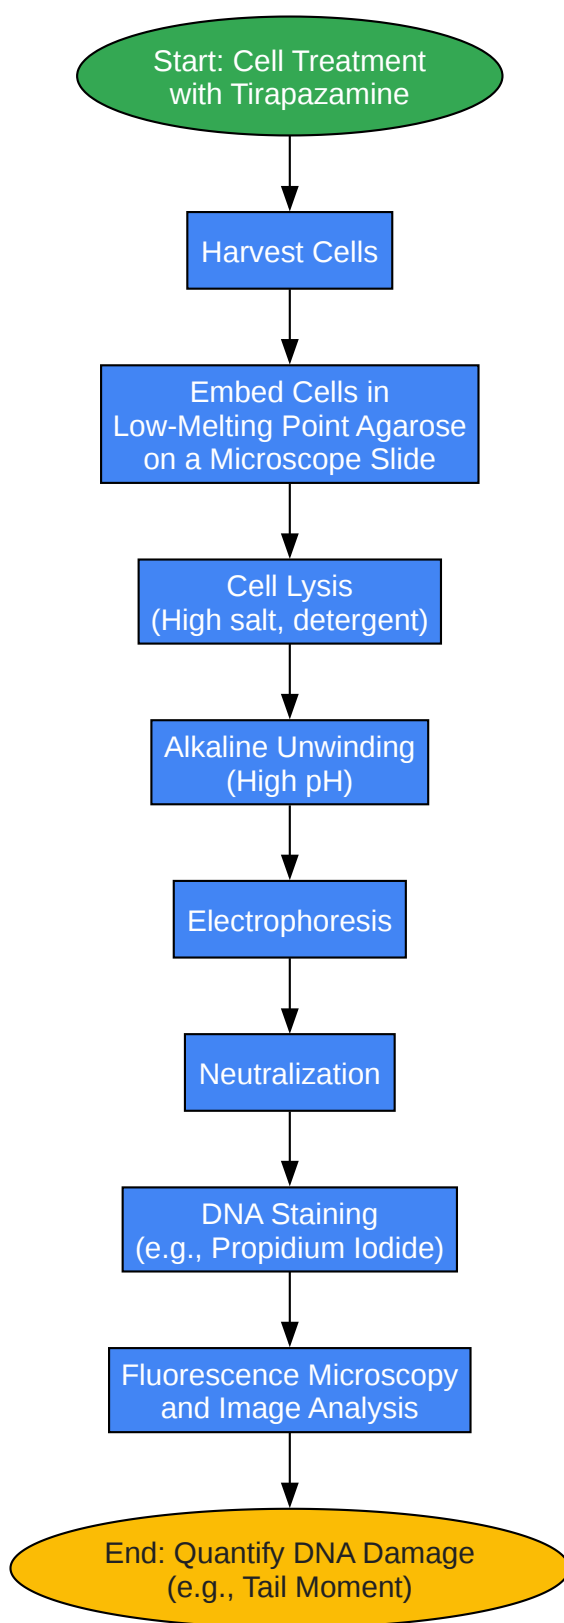 Start: Cell Treatment
with Tirapazamine
Harvest Cells
Embed Cells in
Low-Melting Point Agarose
on a Microscope Slide
Cell Lysis
(High salt, detergent)
Alkaline Unwinding
(High pH)
Electrophoresis
Neutralization
DNA Staining
(e.g., Propidium Iodide)
Fluorescence Microscopy
and Image Analysis
End: Quantify DNA Damage
(e.g., Tail Moment)